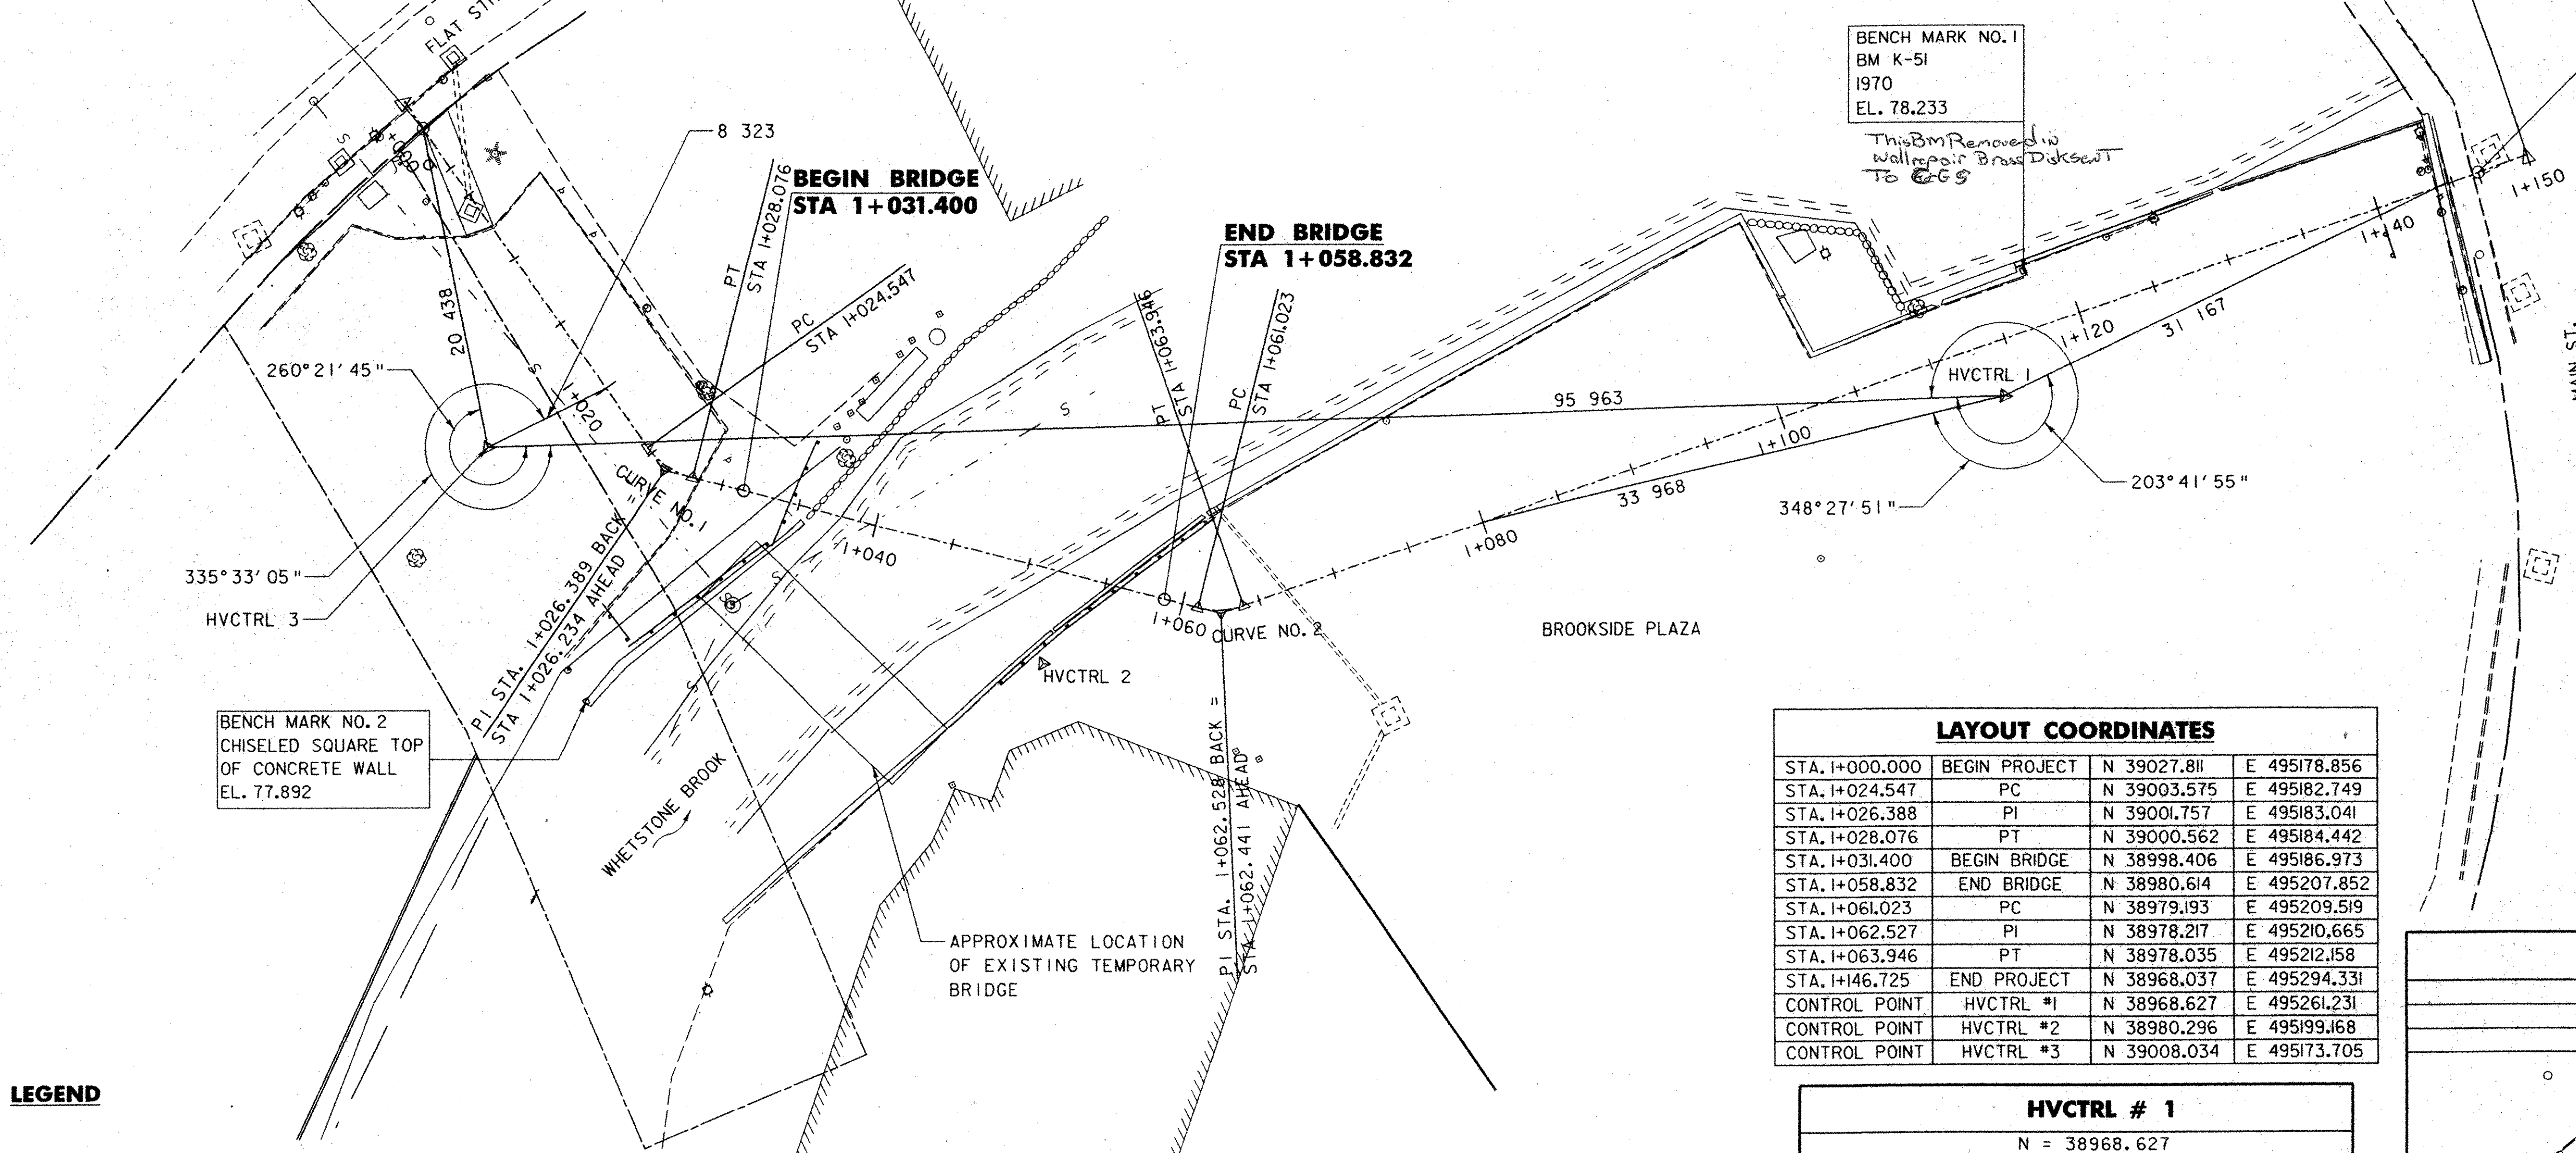 FLAT
8 323
BEGIN BRIDGE
STA 1+031.400
PT
STA 1+028.076
PC
STA 1+024.547
END BRIDGE
STA 1+058.832
PT
STA 1+063.946
PC
STA 1+061.023
BENCH MARK NO. 1
BM K-51
1970
EL. 78.233
This Bm Removed in
Wall repair Brass Disk senT
To
1+150
1+140
1+120
31 167
MAIN ST.
20 438
260°21'45"
S
S
1+020
HVCTRL 1
95 963
1+100
33 968
203°41'55"
348°27'51"
1+080
CURVE NO. 1
1+040
335°33'05"
HVCTRL 3
S
S
S
S
1+060
CURVE NO. 2
BROOKSIDE PLAZA
HVCTRL 2
PI STA. 1+026.389 BACK =
STA 1+026.234 AHEAD
BENCH MARK NO. 2
CHISELED SQUARE TOP
OF CONCRETE WALL
EL. 77.892
WHETSTONE BROOK
PI STA. 1+062.528 BACK =
STA 1+062.441 AHEAD
APPROXIMATE LOCATION
OF EXISTING TEMPORARY
BRIDGE
LAYOUT COORDINATES
STA. 1+000.000 BEGIN PROJECT N 39027.811 E 495178.856
STA. 1+024.547 PC N 39003.575 E 495182.749
STA. 1+026.388 PI N 39001.757 E 495183.041
STA. 1+028.076 PT N 39000.562 E 495184.442
STA. 1+031.400 BEGIN BRIDGE N 38998.406 E 495186.973
STA. 1+058.832 END BRIDGE N 38980.614 E 495207.852
STA. 1+061.023 PC N 38979.193 E 495209.519
STA. 1+062.527 PI N 38978.217 E 495210.665
STA. 1+063.946 PT N 38978.035 E 495212.158
STA. 1+146.725 END PROJECT N 38968.037 E 495294.331
CONTROL POINT HVCTRL #1 N 38968.627 E 495261.231
CONTROL POINT HVCTRL #2 N 38980.296 E 495199.168
CONTROL POINT HVCTRL #3 N 39008.034 E 495173.705
LEGEND
HVCTRL # 1
N = 38968.627